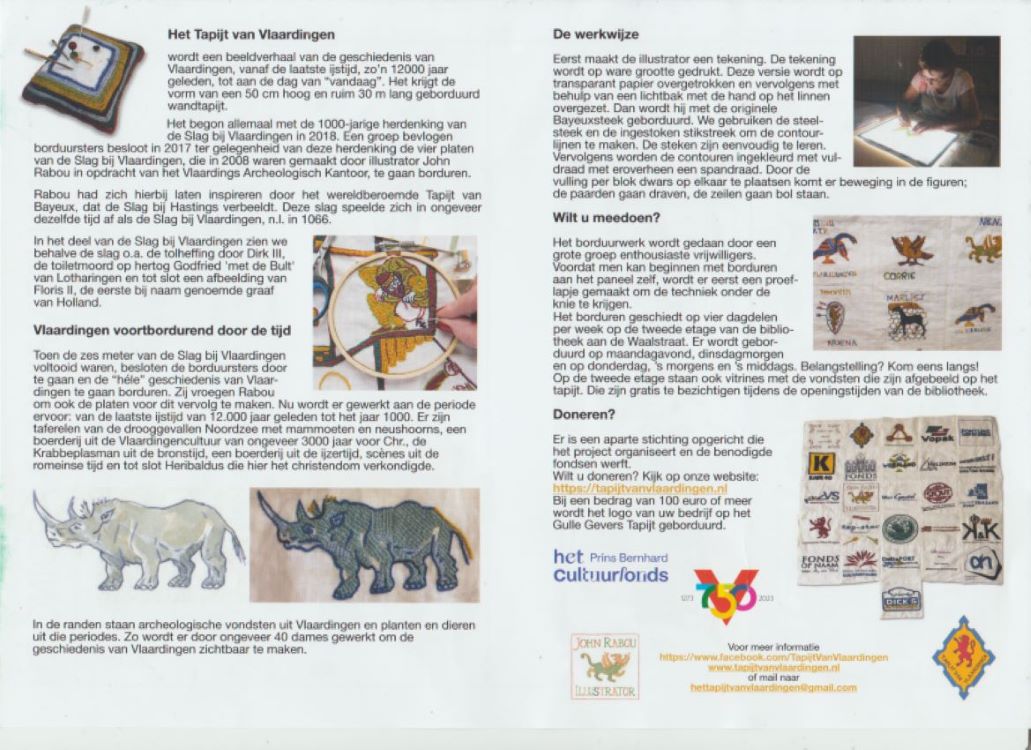 Het Tapijt van Vlaardingen
wordt een beeldverhaal van de geschiedenis van
Vlaardingen, vanaf de laatste ijstijd, zo'n 12000 jaar
geleden, tot aan de dag van "vandaag". Het krijgt de
vorm van een 50 cm hoog en ruim 30 m lang geborduurd
wandtapijt.
Het begon allemaal met de 1000-jarige herdenking van
de Slag bij Vlaardingen in 2018. Een groep bevlogen
borduursters besloot in 2017 ter gelegenheid van deze herdenking de vier platen
van de Slag bij Vlaardingen, die in 2008 waren gemaakt door illustrator John
Rabou in opdracht van het Vlaardings Archeologisch Kantoor, te gaan borduren.
Rabou had zich hierbij laten inspireren door het wereldberoemde Tapijt van
Bayeux, dat de Slag bij Hastings verbeeldt. Deze slag speelde zich in ongeveer
dezelfde tijd af als de Slag bij Vlaardingen, n.l. in 1066.
In het deel van de Slag bij Vlaardingen zien we
behalve de slag o.a. de tolheffing door Dirk III,
de toiletmoord op hertog Godfried 'met de Bult'
van Lotharingen en tot slot een afbeelding van
Floris II, de eerste bij naam genoemde graaf
van Holland.
Vlaardingen voortbordurend door de tijd
Toen de zes meter van de Slag bij Vlaardingen
voltooid waren, besloten de borduursters door
te gaan en de "héle" geschiedenis van Vlaar-
dingen te gaan borduren. Zij vroegen Rabou
om ook de platen voor dit vervolg te maken. Nu wordt er gewerkt aan de periode
ervoor: van de laatste ijstijd van 12.000 jaar geleden tot het jaar 1000. Er zijn
taferelen van de drooggevallen Noordzee met mammoeten en neushoorns, een
boerderij uit de Vlaardingencultuur van ongeveer 3000 jaar voor Chr., de
Krabbeplasman uit de bronstijd, een boerderij uit de ijzertijd, scènes uit de
romeinse tijd en tot slot Heribaldus die hier het christendom verkondigde.
In de randen staan archeologische vondsten uit Vlaardingen en planten en dieren
uit die periodes. Zo wordt er door ongeveer 40 dames gewerkt om de
geschiedenis van Vlaardingen zichtbaar te maken.
De werkwijze
Eerst maakt de illustrator een tekening. De tekening
wordt op ware grootte gedrukt. Deze versie wordt op
transparant papier overgetrokken en vervolgens met
behulp van een lichtbak met de hand op het linnen
overgezet. Dan wordt hij met de originele
Bayeuxsteek geborduurd. We gebruiken de steel-
steek en de ingestoken stikstreek om de contour-
lijnen te maken. De steken zijn eenvoudig te leren.
Vervolgens worden de contouren ingekleurd met vul-
draad met eroverheen een spandraad. Door de
vulling per blok dwars op elkaar te plaatsen komt er beweging in de figuren;
de paarden gaan draven, de zeilen gaan bol staan.
Wilt u meedoen?
Het borduurwerk wordt gedaan door een
grote groep enthousiaste vrijwilligers.
Voordat men kan beginnen met borduren
aan het paneel zelf, wordt er eerst een proef-
lapje gemaakt om de techniek onder de
knie te krijgen.
Het borduren geschiedt op vier dagdelen
per week op de tweede etage van de biblio-
theek aan de Waalstraat. Er wordt gebor-
duurd op maandagavond, dinsdagmorgen
en op donderdag, 's morgens en 's middags. Belangstelling? Kom eens langs!
Op de tweede etage staan ook vitrines met de vondsten die zijn afgebeeld op het
tapijt. Die zijn gratis te bezichtigen tijdens de openingstijden van de bibliotheek.
CORRIE
MARLIES
Doneren?
Er is een aparte stichting opgericht die
het project organiseert en de benodigde
fondsen werft.
Wilt u doneren? Kijk op onze website:
https://tapijtvanvlaardingen.nl
Bij een bedrag van 100 euro of meer
wordt het logo van uw bedrijf op het
Gulle Gevers Tapijt geborduurd.
Vopak
K
FONDS
VS
K&K
FONDS
OF NAAM
DICK'S
het Prins Bernhard
cultuurfonds
1273 750 2023
JOHN RABOU
ILLUSTRATOR
Voor meer informatie
https://www.facebook.com/TapijtVanVlaardingen
www.tapijtvanvlaardingen.nl
of mail naar
hettapijtvanvlaardingen@gmail.com